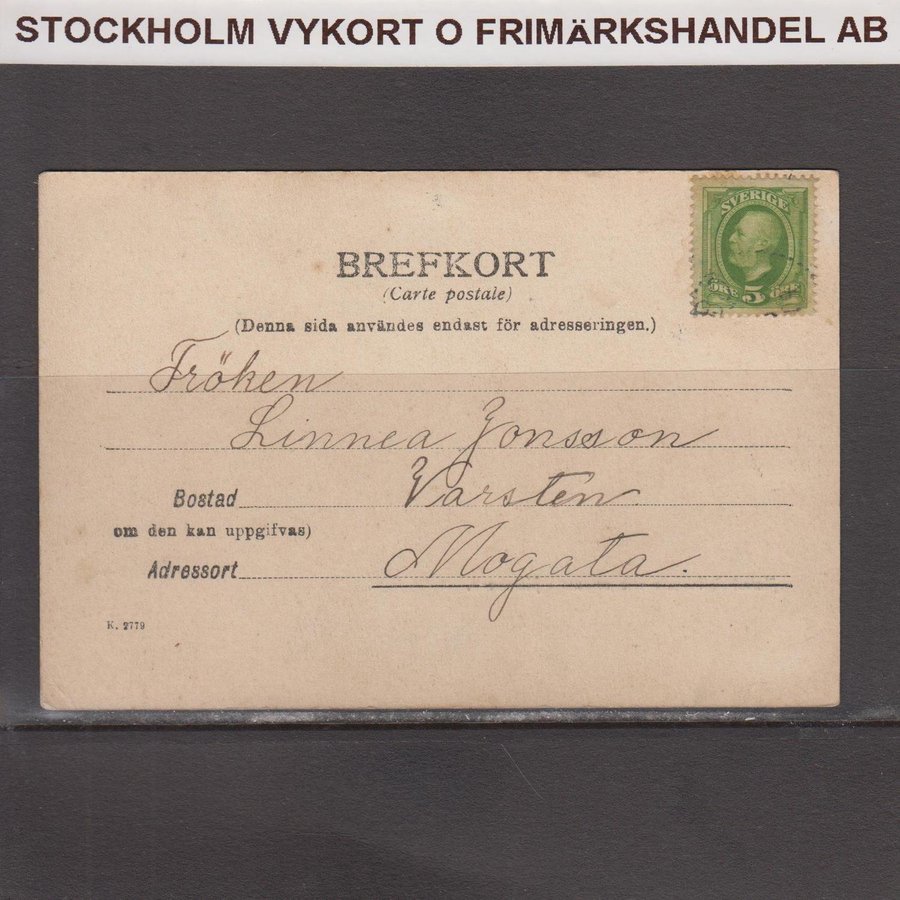 STOCKHOLM VYKORT O FRIMÄRKSHANDEL AB
SVERIGE
ÖRE 5 ÖRE
BREFKORT
(Carte postale)
(Denna sida användes endast för adresseringen.)
Fröken
Linnea Jonsson
Bostad Varsten
om den kan uppgifvas)
Adressort Mogata.
K. 2779